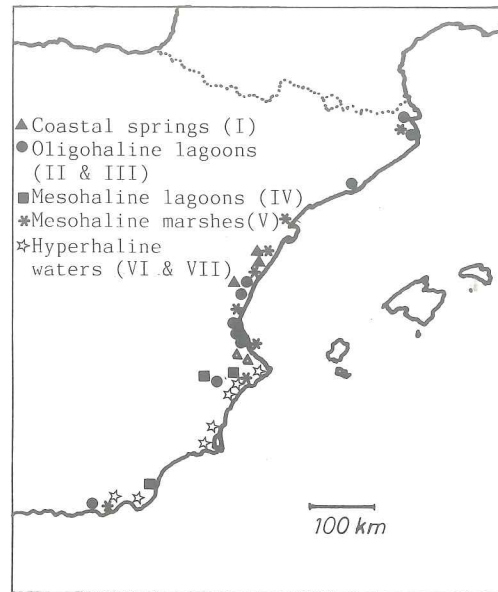 ▲ Coastal springs (I)
● Oligohaline lagoons
(II & III)
■ Mesohaline lagoons (IV)
* Mesohaline marshes(V)
☆ Hyperhaline
waters (VI & VII)
100 km